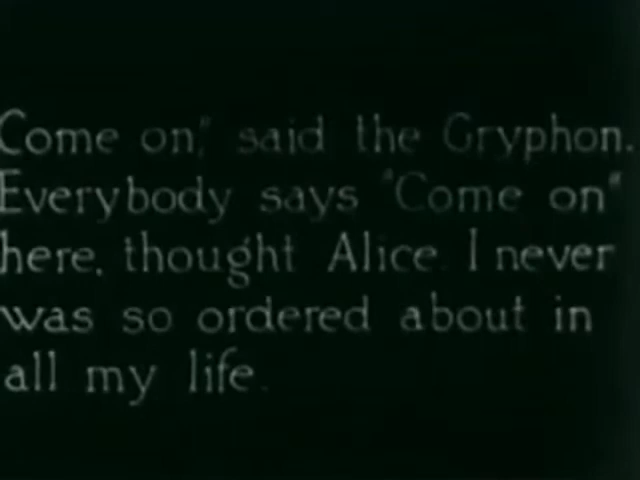 Come on," said the Gryphon.
Everybody says "Come on"
here, thought Alice. I never
was so ordered about in
all my life.